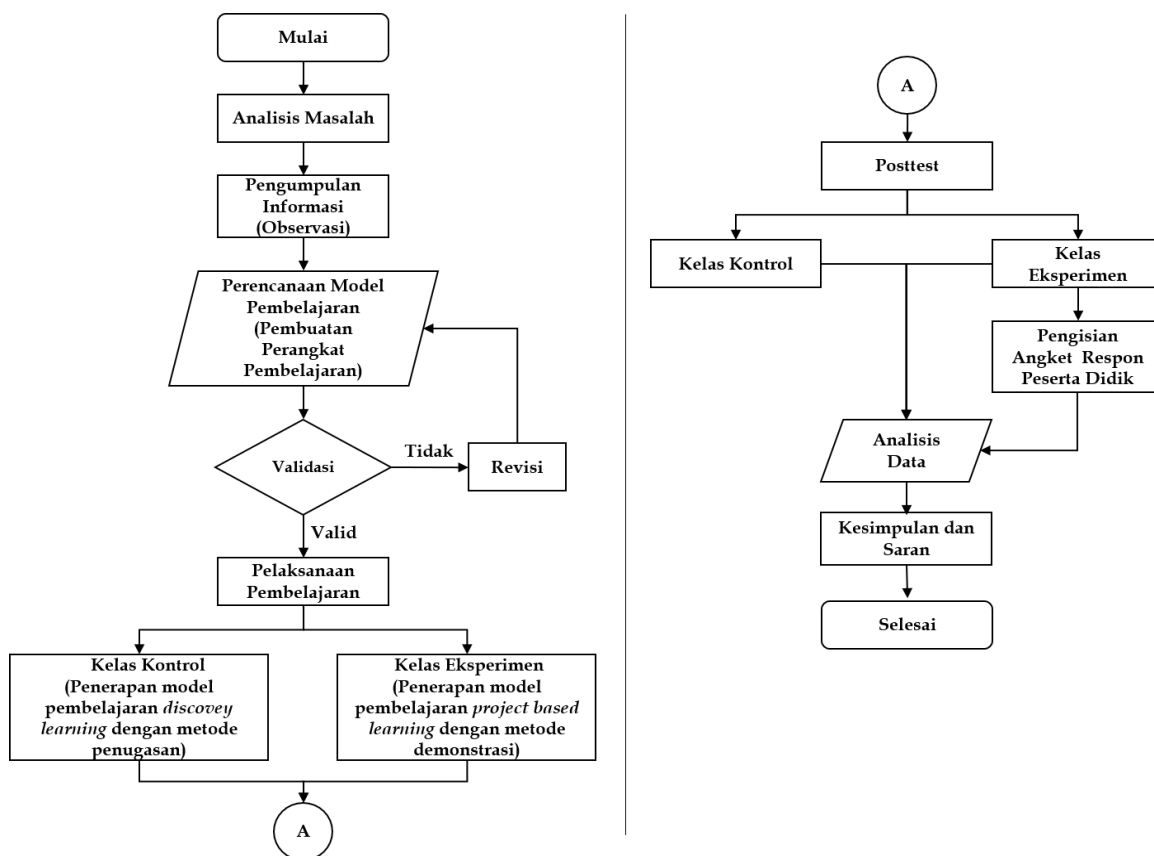 Mulai
Analisis Masalah
Pengumpulan
Informasi
(Observasi)
Perencanaan Model
Pembelajaran
(Pembuatan
Perangkat
Pembelajaran)
Validasi
Tidak
Revisi
Valid
Pelaksanaan
Pembelajaran
Kelas Kontrol
(Penerapan model
pembelajaran discovey
learning dengan metode
penugasan)
Kelas Eksperimen
(Penerapan model
pembelajaran project based
learning dengan metode
demonstrasi)
A
A
Posttest
Kelas Kontrol
Kelas
Eksperimen
Pengisian
Angket Respon
Peserta Didik
Analisis
Data
Kesimpulan dan
Saran
Selesai